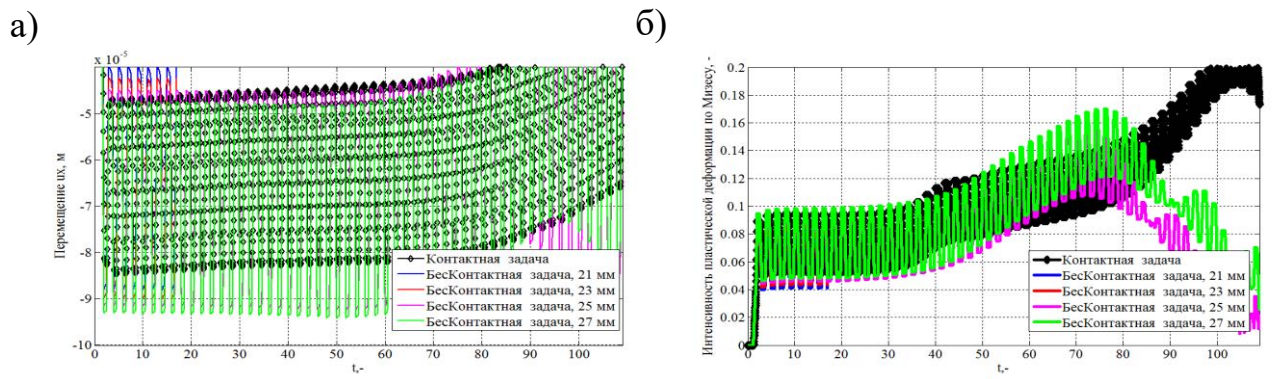 а)
x 10⁻⁵
Перемещение ux, м
-5
-6
-7
-8
-9
-10
0 10 20 30 40 50 60 70 80 90 100
t,-
Контактная задача
БесКонтактная задача, 21 мм
БесКонтактная задача, 23 мм
БесКонтактная задача, 25 мм
БесКонтактная задача, 27 мм
б)
Интенсивность пластической деформации по Мизесу, -
0.2
0.18
0.16
0.14
0.12
0.1
0.08
0.06
0.04
0.02
0
0 10 20 30 40 50 60 70 80 90 100
t,-
Контактная задача
БесКонтактная задача, 21 мм
БесКонтактная задача, 23 мм
БесКонтактная задача, 25 мм
БесКонтактная задача, 27 мм